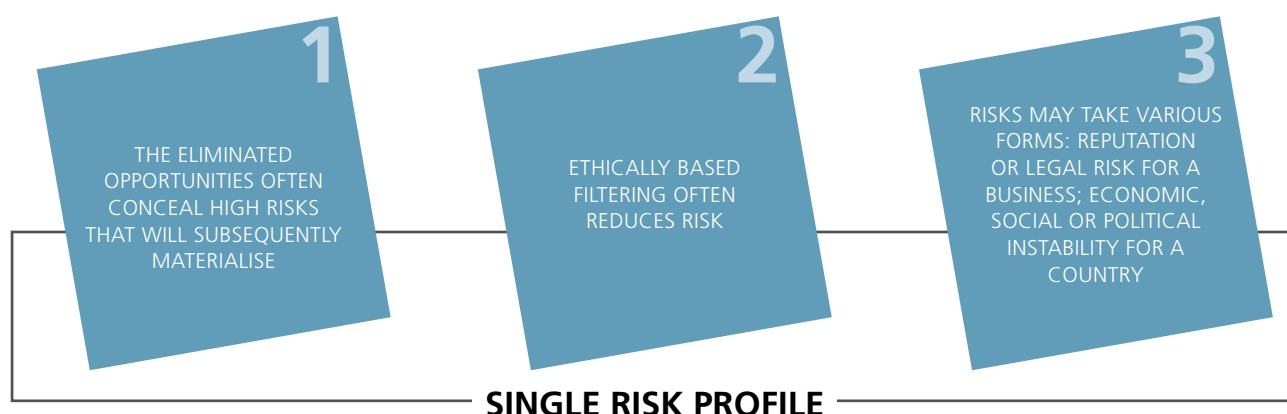 1
THE ELIMINATED
OPPORTUNITIES OFTEN
CONCEAL HIGH RISKS
THAT WILL SUBSEQUENTLY
MATERIALISE
2
ETHICALLY BASED
FILTERING OFTEN
REDUCES RISK
3
RISKS MAY TAKE VARIOUS
FORMS: REPUTATION
OR LEGAL RISK FOR A
BUSINESS; ECONOMIC,
SOCIAL OR POLITICAL
INSTABILITY FOR A
COUNTRY
SINGLE RISK PROFILE